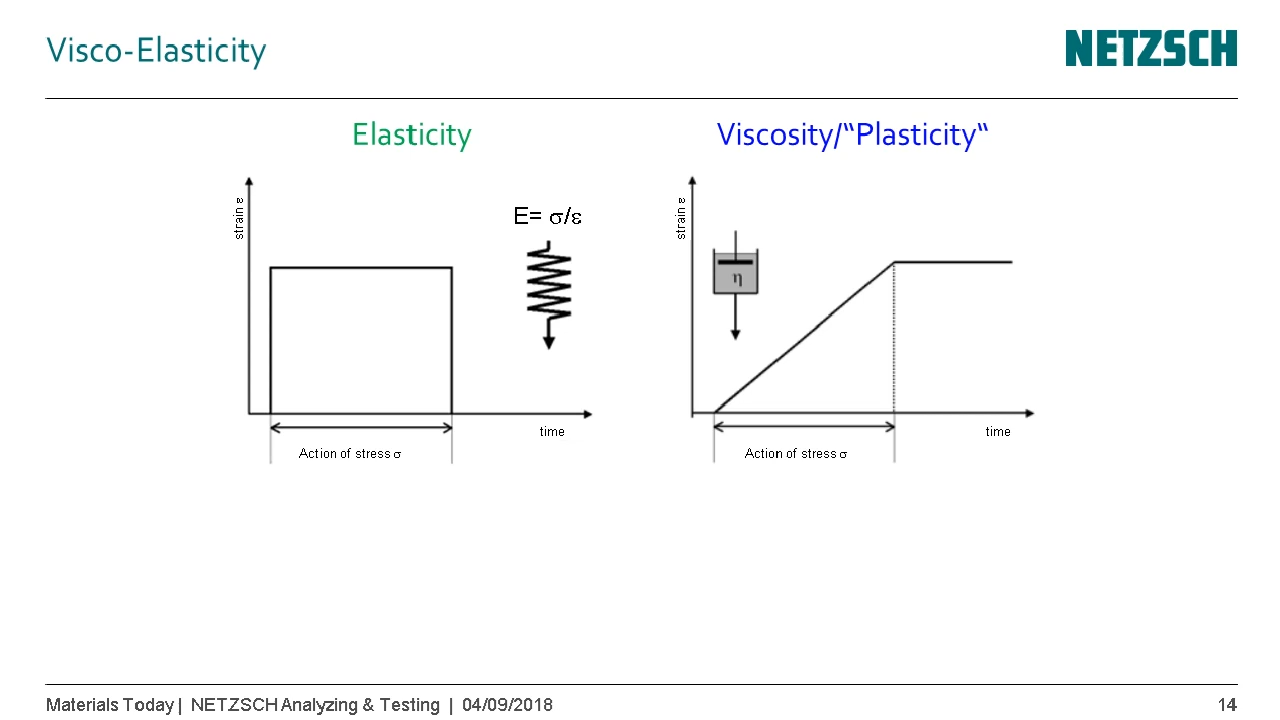 Visco-Elasticity
NETZSCH
Elasticity
Viscosity/“Plasticity“
strain ε
E= σ/ε
time
Action of stress σ
strain ε
η
time
Action of stress σ
Materials Today | NETZSCH Analyzing & Testing | 04/09/2018
14